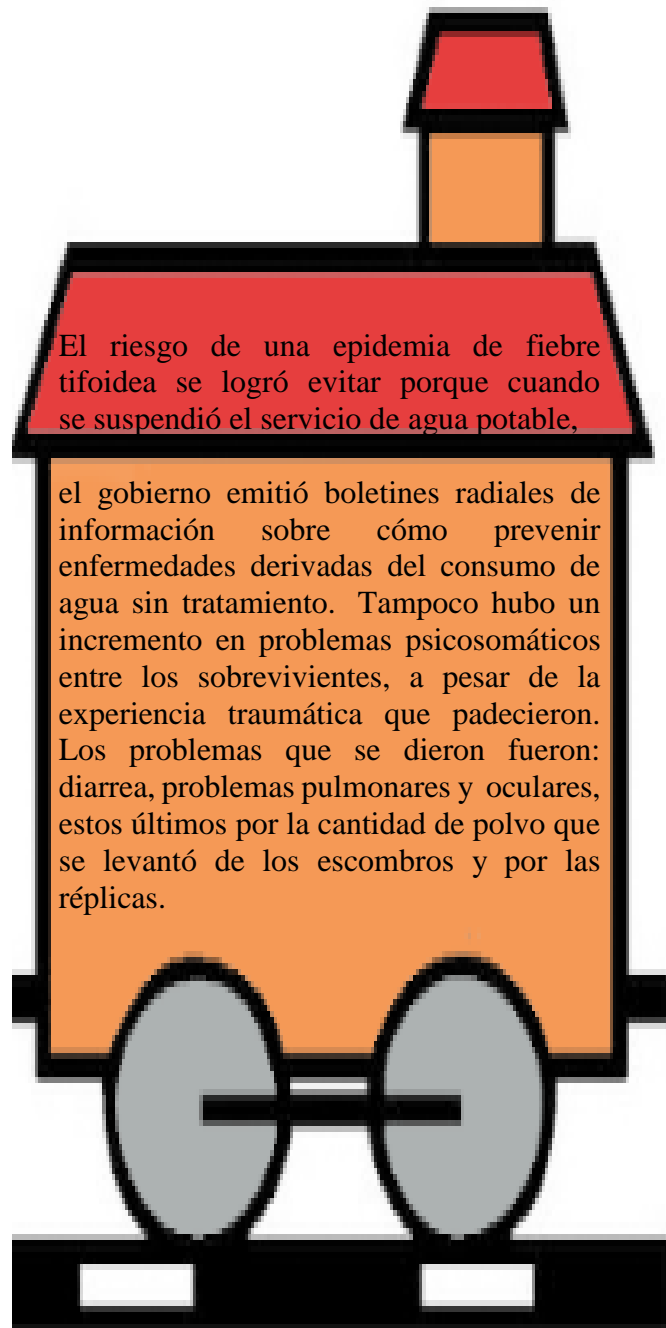 El riesgo de una epidemia de fiebre
tifoidea se logró evitar porque cuando
se suspendió el servicio de agua potable,
el gobierno emitió boletines radiales de
información sobre cómo prevenir
enfermedades derivadas del consumo de
agua sin tratamiento. Tampoco hubo un
incremento en problemas psicosomáticos
entre los sobrevivientes, a pesar de la
experiencia traumática que padecieron.
Los problemas que se dieron fueron:
diarrea, problemas pulmonares y oculares,
estos últimos por la cantidad de polvo que
se levantó de los escombros y por las
réplicas.